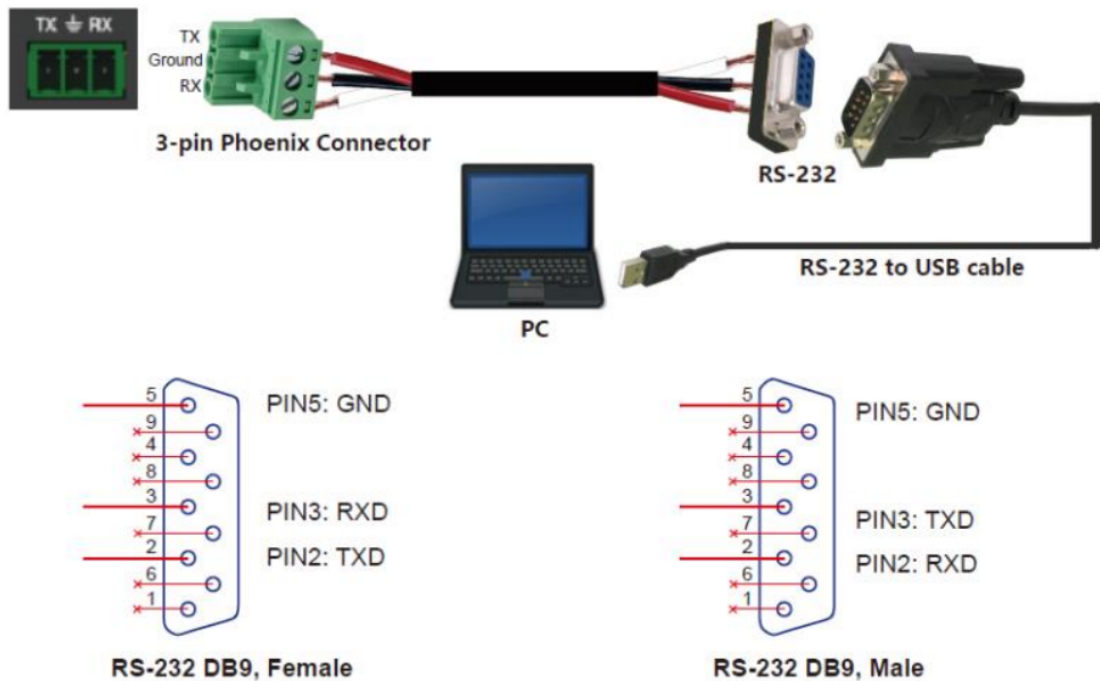 TX ⏚ RX
TX
Ground
RX
3-pin Phoenix Connector
RS-232
RS-232 to USB cable
PC
5
9
4
8
3
7
2
6
1
PIN5: GND
PIN3: RXD
PIN2: TXD
RS-232 DB9, Female
5
9
4
8
3
7
2
6
1
PIN5: GND
PIN3: TXD
PIN2: RXD
RS-232 DB9, Male